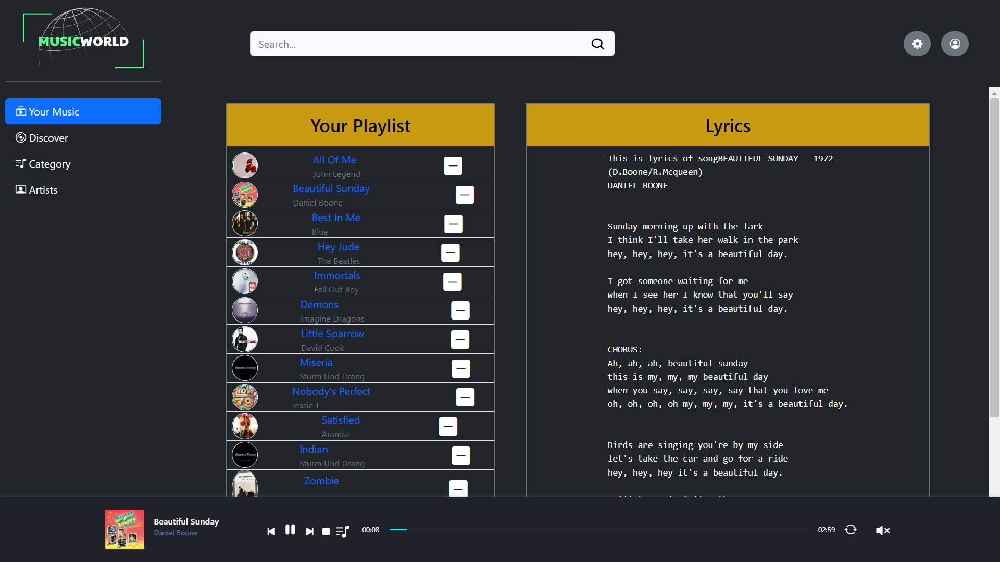 MUSICWORLD
Search...
Your Music
Discover
Category
Artists
Your Playlist
All Of Me
John Legend
Beautiful Sunday
Daniel Boone
Best In Me
Blue
Hey Jude
The Beatles
Immortals
Fall Out Boy
Demons
Imagine Dragons
Little Sparrow
David Cook
DAVID COOK
Miseria
Sturm Und Drang
Nobody's Perfect
Jessie J
NOW
79
Satisfied
Aranda
Indian
Sturm Und Drang
Zombie
Lyrics
This is lyrics of songBEAUTIFUL SUNDAY - 1972
(D.Boone/R.Mcqueen)
DANIEL BOONE
Sunday morning up with the lark
I think I'll take her walk in the park
hey, hey, hey, it's a beautiful day.
I got someone waiting for me
when I see her I know that you'll say
hey, hey, hey, it's a beautiful day.
CHORUS:
Ah, ah, ah, beautiful sunday
this is my, my, my beautiful day
when you say, say, say, say that you love me
oh, oh, oh, oh my, my, my, it's a beautiful day.
Birds are singing you're by my side
let's take the car and go for a ride
hey, hey, hey it's a beautiful day.
Beautiful Sunday
Daniel Boone
00:08
02:59